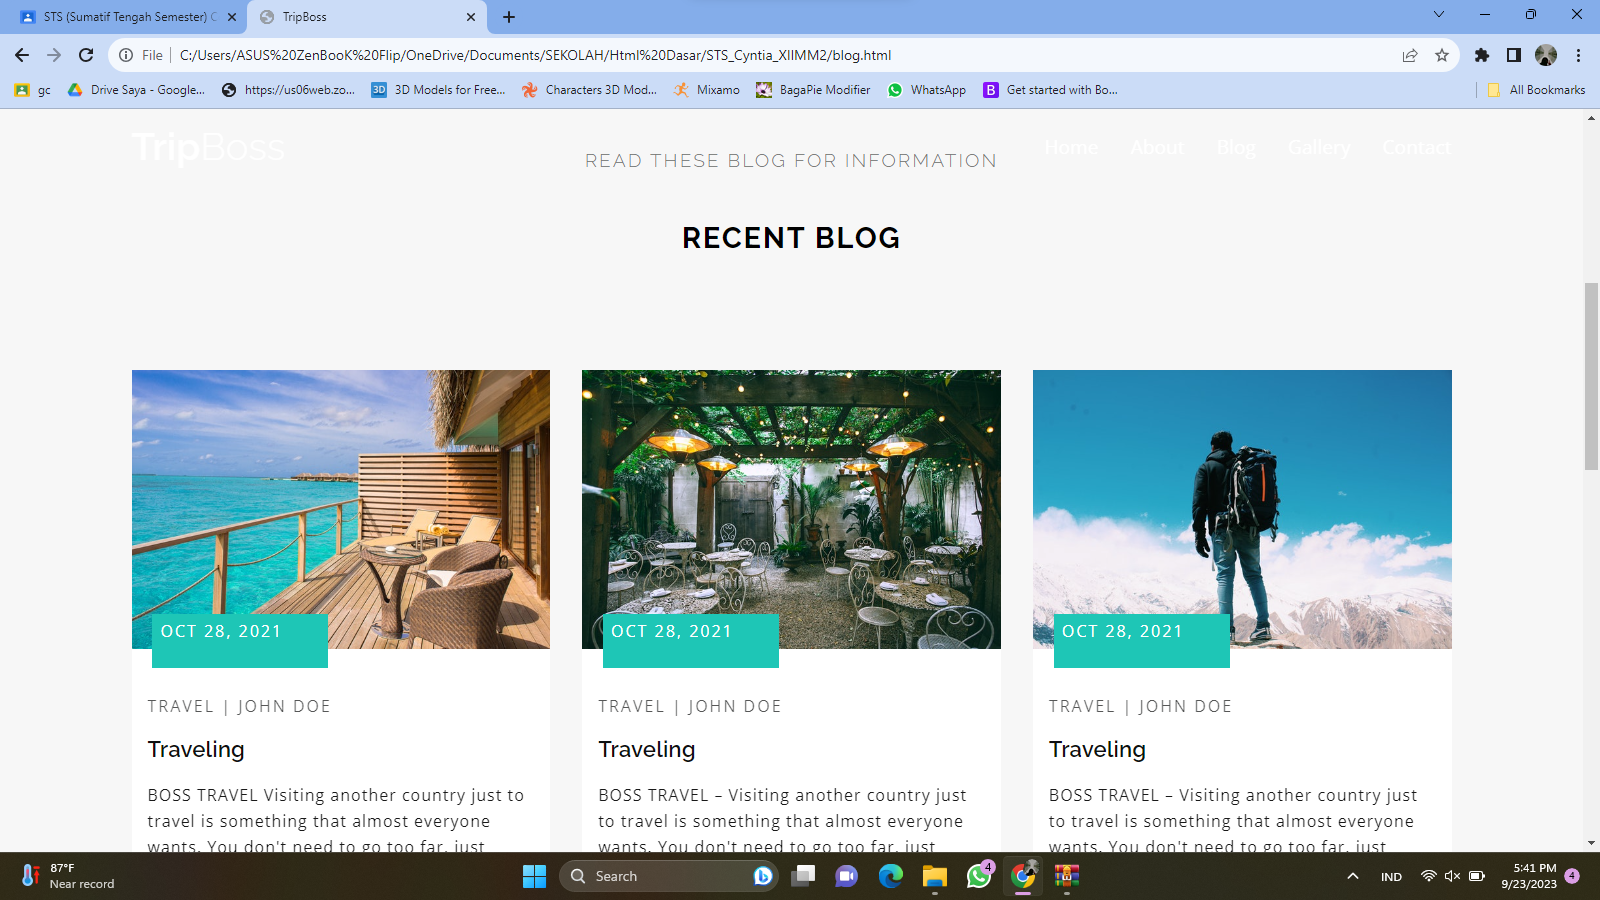 STS (Sumatif Tengah Semester) C
TripBoss
File
C:/Users/ASUS%20ZenBooK%20Flip/OneDrive/Documents/SEKOLAH/Html%20Dasar/STS_Cyntia_XIIMM2/blog.html
gc
Drive Saya - Google...
https://us06web.zo...
3D
3D Models for Free...
Characters 3D Mod...
Mixamo
BagaPie Modifier
WhatsApp
B
Get started with Bo...
All Bookmarks
TripBoss
Home
About
Blog
Gallery
Contact
READ THESE BLOG FOR INFORMATION
RECENT BLOG
OCT 28, 2021
TRAVEL | JOHN DOE
Traveling
BOSS TRAVEL Visiting another country just to
travel is something that almost everyone
wants. You don't need to go too far, just
OCT 28, 2021
TRAVEL | JOHN DOE
Traveling
BOSS TRAVEL – Visiting another country just
to travel is something that almost everyone
wants. You don't need to go too far, just
OCT 28, 2021
TRAVEL | JOHN DOE
Traveling
BOSS TRAVEL – Visiting another country just
to travel is something that almost everyone
wants. You don't need to go too far, just
87°F
Near record
Search
4
IND
5:41 PM
9/23/2023
4